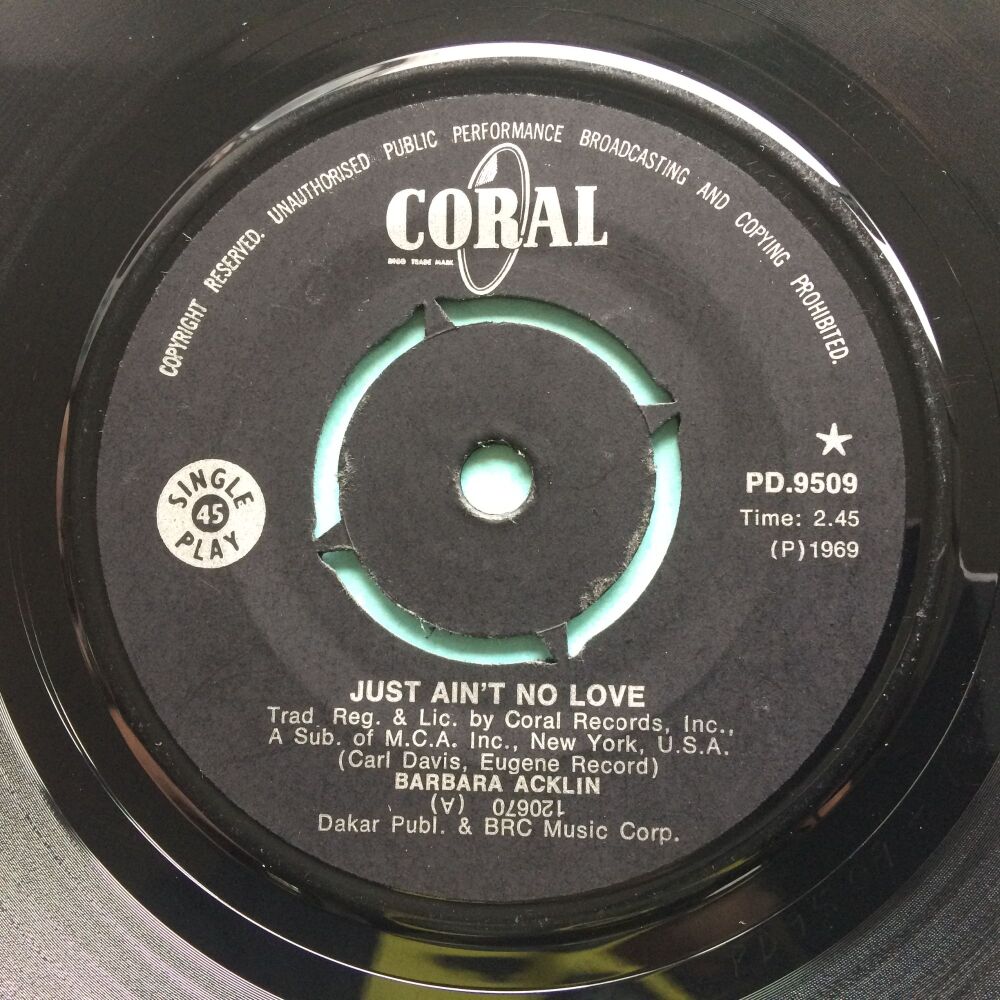 COPYRIGHT RESERVED. UNAUTHORISED PUBLIC PERFORMANCE BROADCASTING AND COPYING PROHIBITED.
CORAL
TRADE MARK
SINGLE
45
PLAY
PD.9509
Time: 2.45
(P) 1969
JUST AIN'T NO LOVE
Trad Reg. & Lic. by Coral Records, Inc.,
A Sub. of M.C.A. Inc., New York, U.S.A.
(Carl Davis, Eugene Record)
BARBARA ACKLIN
120670 (A)
Dakar Publ. & BRC Music Corp.